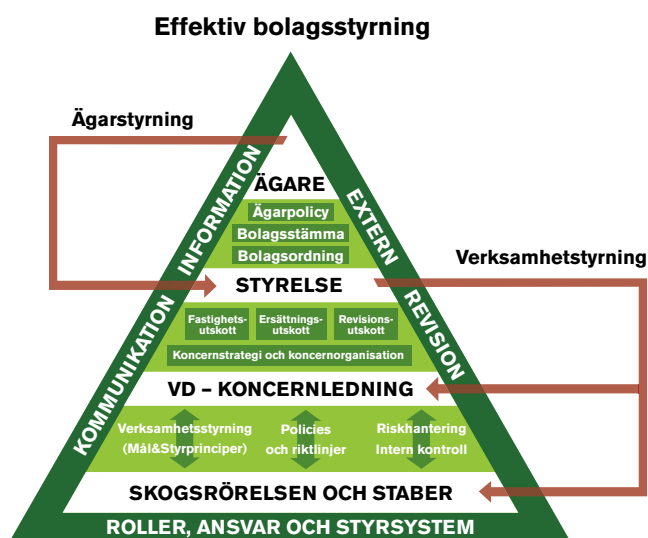 Effektiv bolagsstyrning
Ägarstyrning
KOMMUNIKATION INFORMATION
EXTERN REVISION
ÄGARE
Ägarpolicy
Bolagsstämma
Bolagsordning
Verksamhetstyrning
STYRELSE
Fastighets-
utskott
Ersättnings-
utskott
Revisions-
utskott
Koncernstrategi och koncernorganisation
VD – KONCERNLEDNING
Verksamhetsstyrning
(Mål&Styrprinciper)
Policies
och riktlinjer
Riskhantering
Intern kontroll
SKOGSRÖRELSEN OCH STABER
ROLLER, ANSVAR OCH STYRSYSTEM